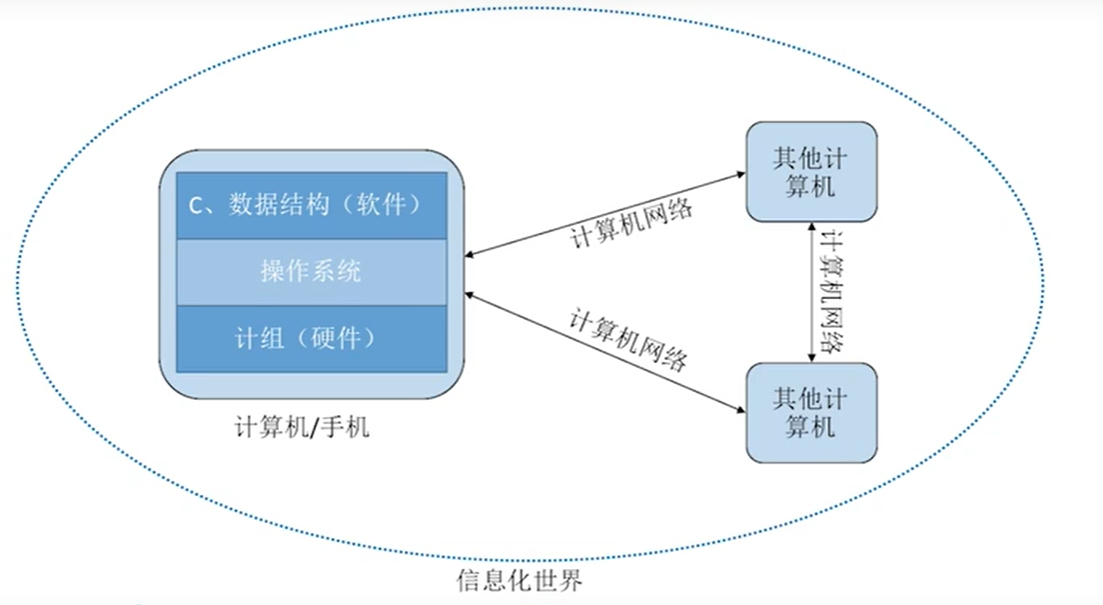 C、数据结构（软件）
操作系统
计组（硬件）
计算机/手机
计算机网络
计算机网络
其他计
算机
计算机网络
其他计
算机
信息化世界